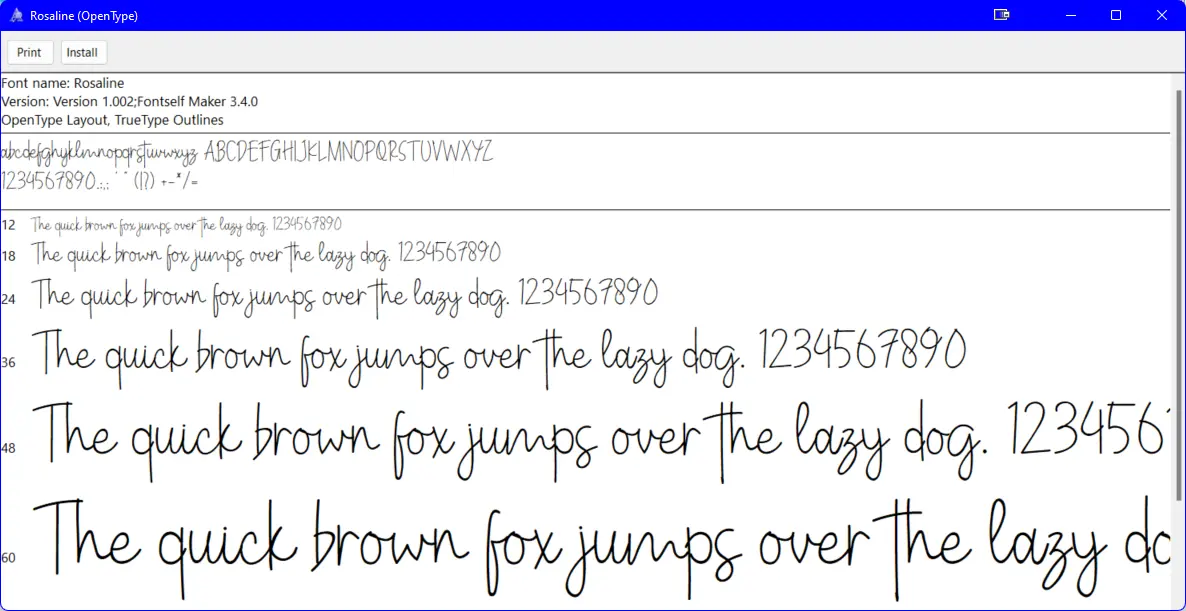 Rosaline (OpenType)
Print Install
Font name: Rosaline
Version: Version 1.002;Fontself Maker 3.4.0
OpenType Layout, TrueType Outlines
abcdefghyklmnopqrstuvwxyz ABCDEFGHIJKLMNOPQRSTUVWXYZ
1234567890.:,; ' " (!?) +-*/=
12 The quick brown fox jumps over the lazy dog. 1234567890
18 The quick brown fox jumps over the lazy dog. 1234567890
24 The quick brown fox jumps over the lazy dog. 1234567890
36 The quick brown fox jumps over the lazy dog. 1234567890
48 The quick brown fox jumps over the lazy dog. 123456
60 The quick brown fox jumps over the lazy do